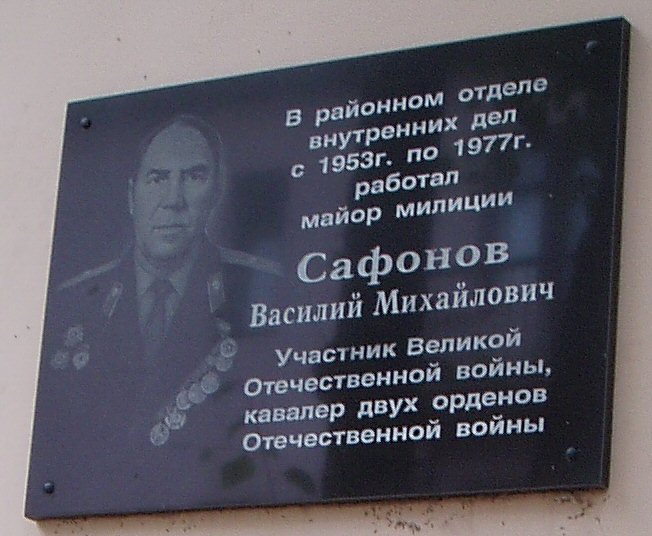 В районном отделе
внутренних дел
с 1953г. по 1977г.
работал
майор милиции
Сафонов
Василий Михайлович
Участник Великой
Отечественной войны,
кавалер двух орденов
Отечественной войны